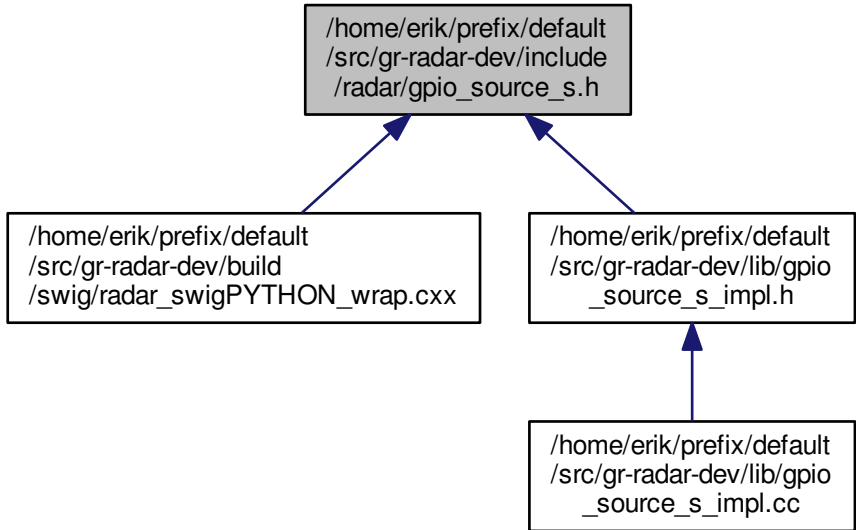 /home/erik/prefix/default
/src/gr-radar-dev/include
/radar/gpio_source_s.h
/home/erik/prefix/default
/src/gr-radar-dev/build
/swig/radar_swigPYTHON_wrap.cxx
/home/erik/prefix/default
/src/gr-radar-dev/lib/gpio
_source_s_impl.h
/home/erik/prefix/default
/src/gr-radar-dev/lib/gpio
_source_s_impl.cc